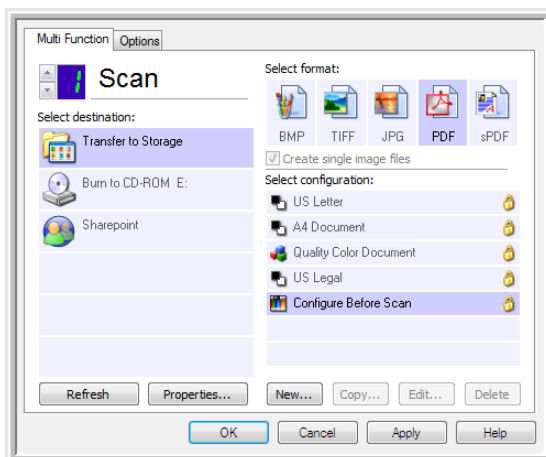 Multi Function
Options
1
Scan
Select destination:
Transfer to Storage
Burn to CD-ROM E:
Sharepoint
Refresh
Properties...
Select format:
BMP
TIFF
JPG
PDF
sPDF
Create single image files
Select configuration:
US Letter
A4 Document
Quality Color Document
US Legal
Configure Before Scan
New...
Copy...
Edit...
Delete
OK
Cancel
Apply
Help